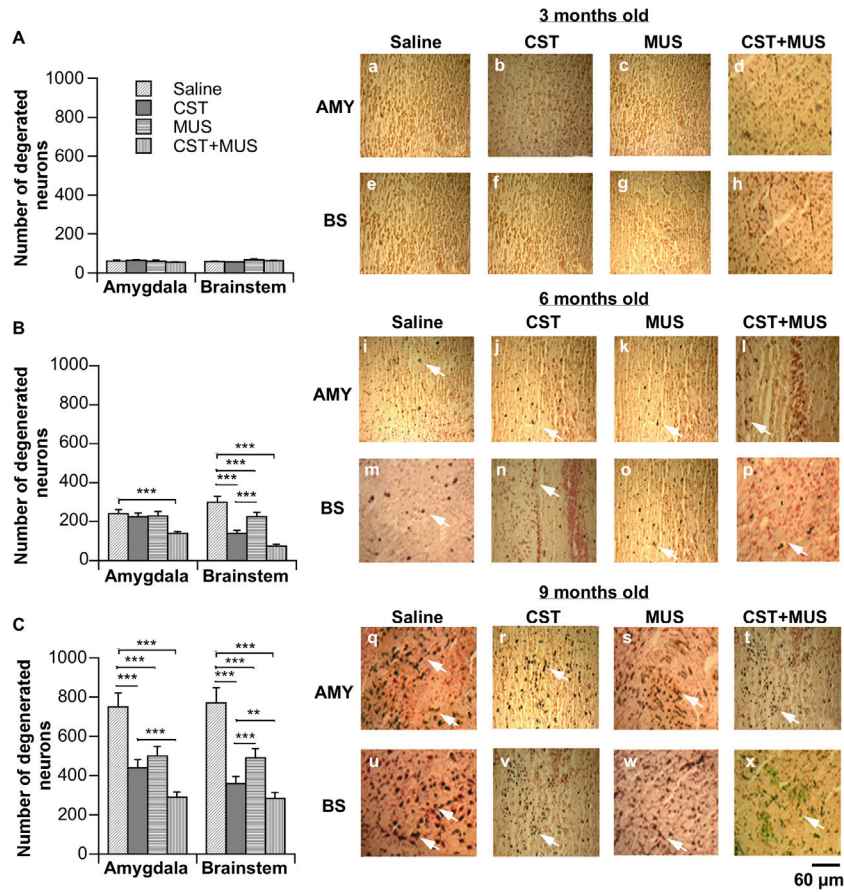 3 months old
A
Saline
CST
MUS
CST+MUS
Number of degerated
neurons
1000
800
600
400
200
0
Saline
CST
MUS
CST+MUS
Amygdala
Brainstem
AMY
a
b
c
d
BS
e
f
g
h
6 months old
B
Saline
CST
MUS
CST+MUS
Number of degenerated
neurons
1000
800
600
400
200
0
***
***
***
***
***
Amygdala
Brainstem
AMY
i
j
k
l
BS
m
n
o
p
9 months old
C
Saline
CST
MUS
CST+MUS
Number of degenerated
neurons
1000
800
600
400
200
0
***
***
***
***
***
***
***
**
***
Amygdala
Brainstem
AMY
q
r
s
t
BS
u
v
w
x
60 µm